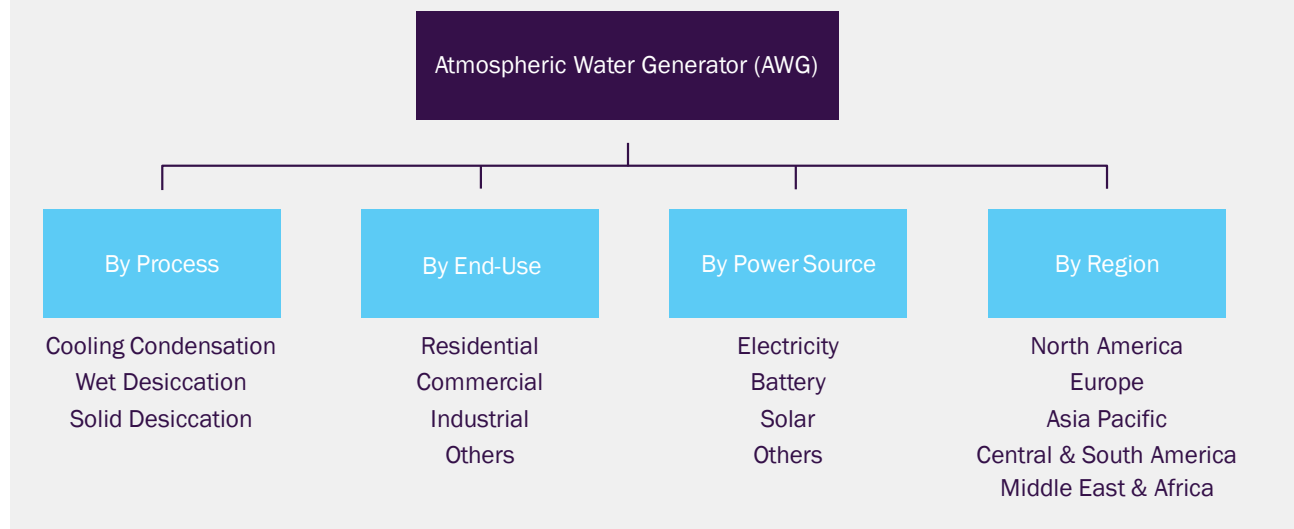 Atmospheric Water Generator (AWG)
By Process
Cooling Condensation
Wet Desiccation
Solid Desiccation
By End-Use
Residential
Commercial
Industrial
Others
By Power Source
Electricity
Battery
Solar
Others
By Region
North America
Europe
Asia Pacific
Central & South America
Middle East & Africa